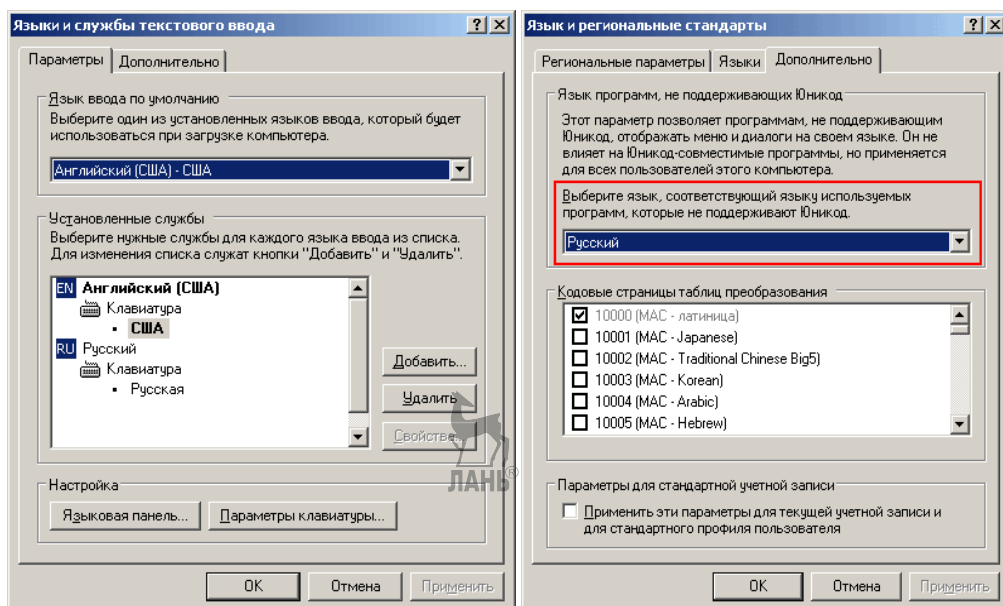 Языки и службы текстового ввода
Параметры
Дополнительно
Язык ввода по умолчанию
Выберите один из установленных языков ввода, который будет
использоваться при загрузке компьютера.
Английский (США) - США
Установленные службы
Выберите нужные службы для каждого языка ввода из списка.
Для изменения списка служат кнопки "Добавить" и "Удалить".
EN Английский (США)
Клавиатура
• США
RU Русский
Клавиатура
• Русская
Добавить...
Удалить
Свойства...
ЛАНЬ®
Настройка
Языковая панель...
Параметры клавиатуры...
OK
Отмена
Применить
Язык и региональные стандарты
Региональные параметры
Языки
Дополнительно
Язык программ, не поддерживающих Юникод
Этот параметр позволяет программам, не поддерживающим
Юникод, отображать меню и диалоги на своем языке. Он не
влияет на Юникод-совместимые программы, но применяется
для всех пользователей этого компьютера.
Выберите язык, соответствующий языку используемых
программ, которые не поддерживают Юникод.
Русский
Кодовые страницы таблиц преобразования
10000 (MAC - латиница)
10001 (MAC - Japanese)
10002 (MAC - Traditional Chinese Big5)
10003 (MAC - Korean)
10004 (MAC - Arabic)
10005 (MAC - Hebrew)
Параметры для стандартной учетной записи
Применить эти параметры для текущей учетной записи и
для стандартного профиля пользователя
OK
Отмена
Применить